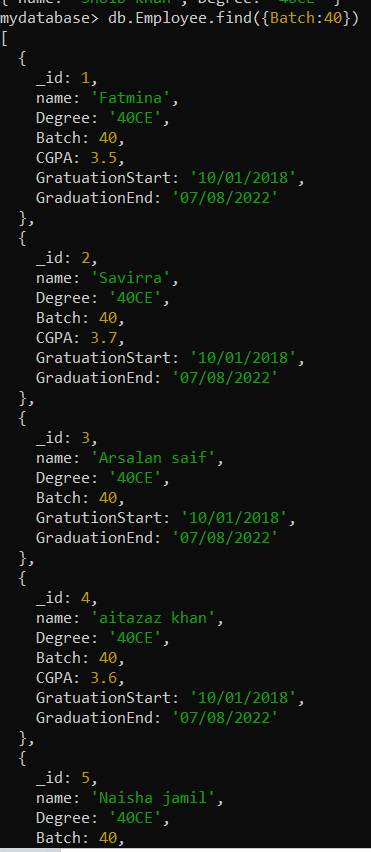 mydatabase> db.Employee.find({Batch:40})
[
  {
    _id: 1,
    name: 'Fatmina',
    Degree: '40CE',
    Batch: 40,
    CGPA: 3.5,
    GratuationStart: '10/01/2018',
    GraduationEnd: '07/08/2022'
  },
  {
    _id: 2,
    name: 'Savirra',
    Degree: '40CE',
    Batch: 40,
    CGPA: 3.7,
    GratuationStart: '10/01/2018',
    GraduationEnd: '07/08/2022'
  },
  {
    _id: 3,
    name: 'Arsalan saif',
    Degree: '40CE',
    Batch: 40,
    GratutionStart: '10/01/2018',
    GraduationEnd: '07/08/2022'
  },
  {
    _id: 4,
    name: 'aitazaz khan',
    Degree: '40CE',
    Batch: 40,
    CGPA: 3.6,
    GratuationStart: '10/01/2018',
    GraduationEnd: '07/08/2022'
  },
  {
    _id: 5,
    name: 'Naisha jamil',
    Degree: '40CE',
    Batch: 40,